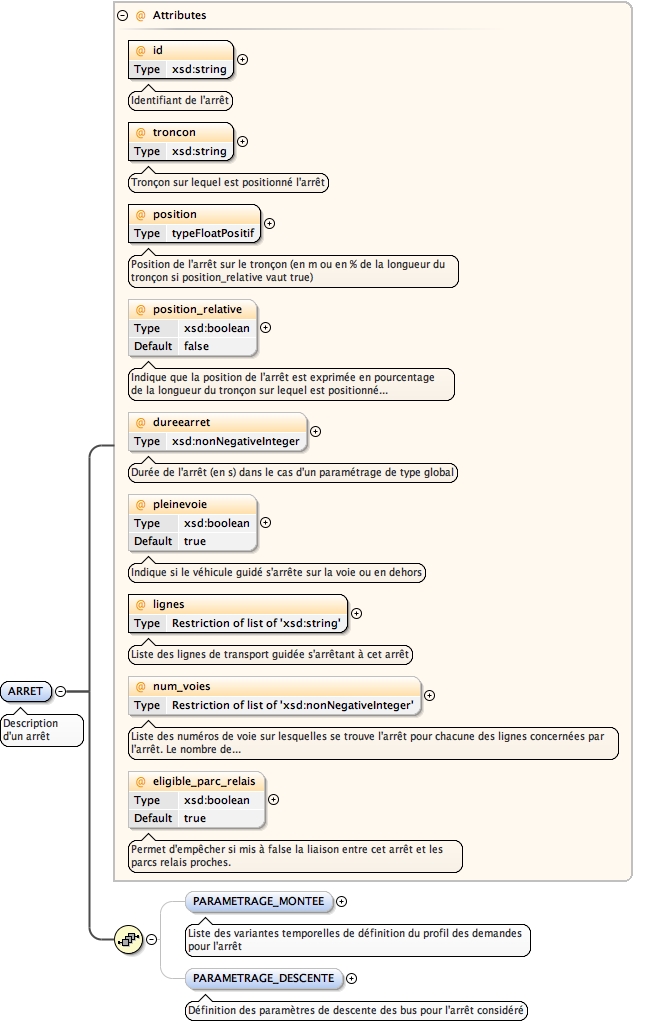 @ Attributes
@ id
Type xsd:string
Identifiant de l'arrêt
@ troncon
Type xsd:string
Tronçon sur lequel est positionné l'arrêt
@ position
Type typeFloatPositif
Position de l'arrêt sur le tronçon (en m ou en % de la longueur du
tronçon si position_relative vaut true)
@ position_relative
Type xsd:boolean
Default false
Indique que la position de l'arrêt est exprimée en pourcentage
de la longueur du tronçon sur lequel est positionné...
@ dureearret
Type xsd:nonNegativeInteger
Durée de l'arrêt (en s) dans le cas d'un paramétrage de type global
@ pleinevoie
Type xsd:boolean
Default true
Indique si le véhicule guidé s'arrête sur la voie ou en dehors
@ lignes
Type Restriction of list of 'xsd:string'
Liste des lignes de transport guidée s'arrêtant à cet arrêt
@ num_voies
Type Restriction of list of 'xsd:nonNegativeInteger'
Liste des numéros de voie sur lesquelles se trouve l'arrêt pour chacune des lignes concernées par
l'arrêt. Le nombre de...
@ eligible_parc_relais
Type xsd:boolean
Default true
Permet d'empêcher si mis à false la liaison entre cet arrêt et les
parcs relais proches.
ARRET
Description
d'un arrêt
PARAMETRAGE_MONTEE
Liste des variantes temporelles de définition du profil des demandes
pour l'arrêt
PARAMETRAGE_DESCENTE
Définition des paramètres de descente des bus pour l'arrêt considéré